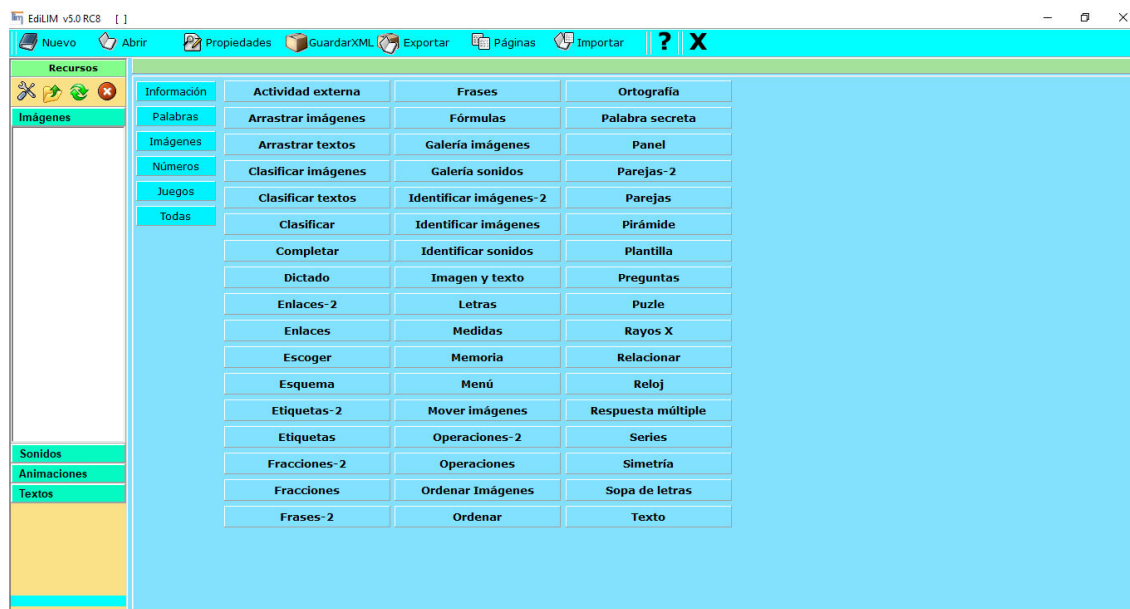 EdiLIM v5.0 RC8 [ ]
Nuevo Abrir Propiedades GuardarXML Exportar Páginas Importar ? X
Recursos
Imágenes
Sonidos
Animaciones
Textos
Información
Palabras
Imágenes
Números
Juegos
Todas
Actividad externa Frases Ortografía
Arrastrar imágenes Fórmulas Palabra secreta
Arrastrar textos Galería imágenes Panel
Clasificar imágenes Galería sonidos Parejas-2
Clasificar textos Identificar imágenes-2 Parejas
Clasificar Identificar imágenes Pirámide
Completar Identificar sonidos Plantilla
Dictado Imagen y texto Preguntas
Enlaces-2 Letras Puzle
Enlaces Medidas Rayos X
Escoger Memoria Relacionar
Esquema Menú Reloj
Etiquetas-2 Mover imágenes Respuesta múltiple
Etiquetas Operaciones-2 Series
Fracciones-2 Operaciones Simetría
Fracciones Ordenar Imágenes Sopa de letras
Frases-2 Ordenar Texto